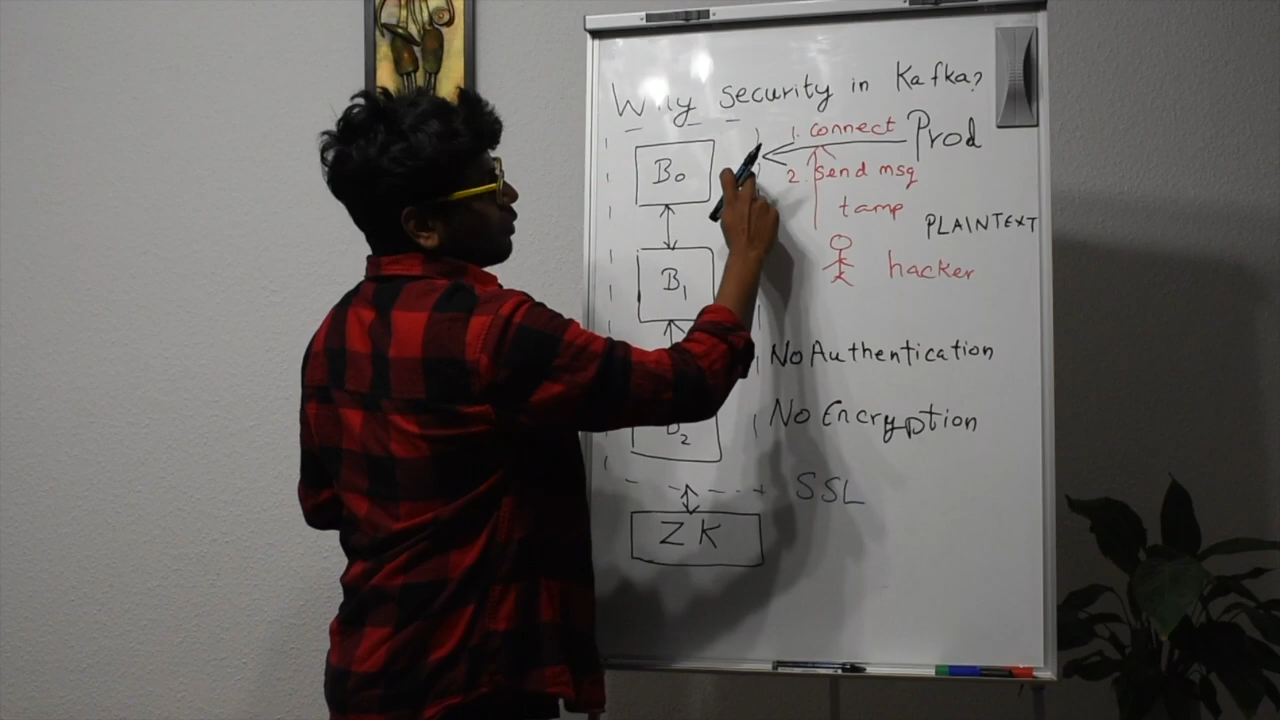 Why security in Kafka?
1. connect
Prod
B0
2. Send msg
tamp
PLAINTEXT
B1
hacker
No Authentication
No Encryption
B2
SSL
ZK